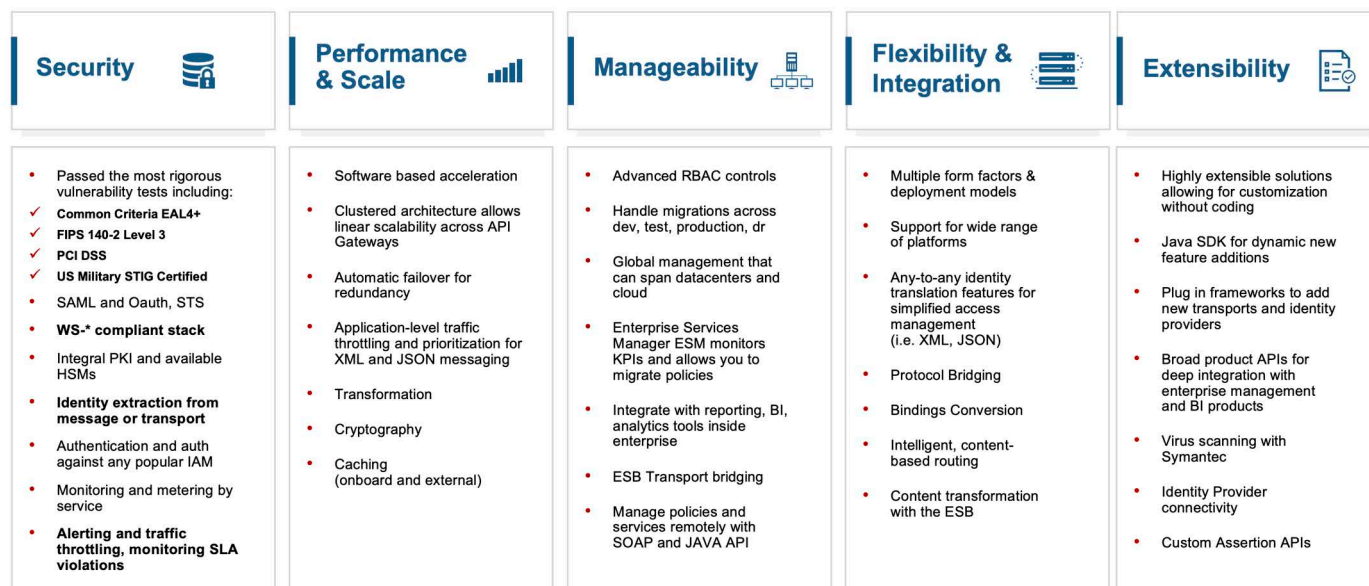 Security
Performance
& Scale
Manageability
Flexibility &
Integration
Extensibility
• Passed the most rigorous
vulnerability tests including:
✓ Common Criteria EAL4+
✓ FIPS 140-2 Level 3
✓ PCI DSS
✓ US Military STIG Certified
• SAML and Oauth, STS
• WS-* compliant stack
• Integral PKI and available
HSMs
• Identity extraction from
message or transport
• Authentication and auth
against any popular IAM
• Monitoring and metering by
service
• Alerting and traffic
throttling, monitoring SLA
violations
• Software based acceleration
• Clustered architecture allows
linear scalability across API
Gateways
• Automatic failover for
redundancy
• Application-level traffic
throttling and prioritization for
XML and JSON messaging
• Transformation
• Cryptography
• Caching
(onboard and external)
• Advanced RBAC controls
• Handle migrations across
dev, test, production, dr
• Global management that
can span datacenters and
cloud
• Enterprise Services
Manager ESM monitors
KPIs and allows you to
migrate policies
• Integrate with reporting, BI,
analytics tools inside
enterprise
• ESB Transport bridging
• Manage policies and
services remotely with
SOAP and JAVA API
• Multiple form factors &
deployment models
• Support for wide range
of platforms
• Any-to-any identity
translation features for
simplified access
management
(i.e. XML, JSON)
• Protocol Bridging
• Bindings Conversion
• Intelligent, content-
based routing
• Content transformation
with the ESB
• Highly extensible solutions
allowing for customization
without coding
• Java SDK for dynamic new
feature additions
• Plug in frameworks to add
new transports and identity
providers
• Broad product APIs for
deep integration with
enterprise management
and BI products
• Virus scanning with
Symantec
• Identity Provider
connectivity
• Custom Assertion APIs